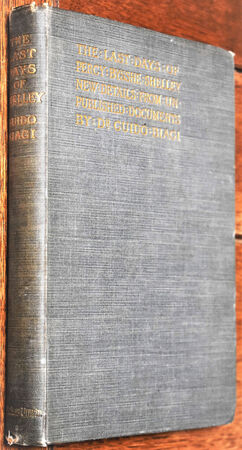 THE LAST DAYS OF
PERCY BYSSHE SHELLEY
NEW DETAILS FROM UN-
PUBLISHED DOCUMENTS
BY DR GUIDO BIAGI
THE
LAST
DAYS
OF
SHELLEY
GUIDO
BIAGI